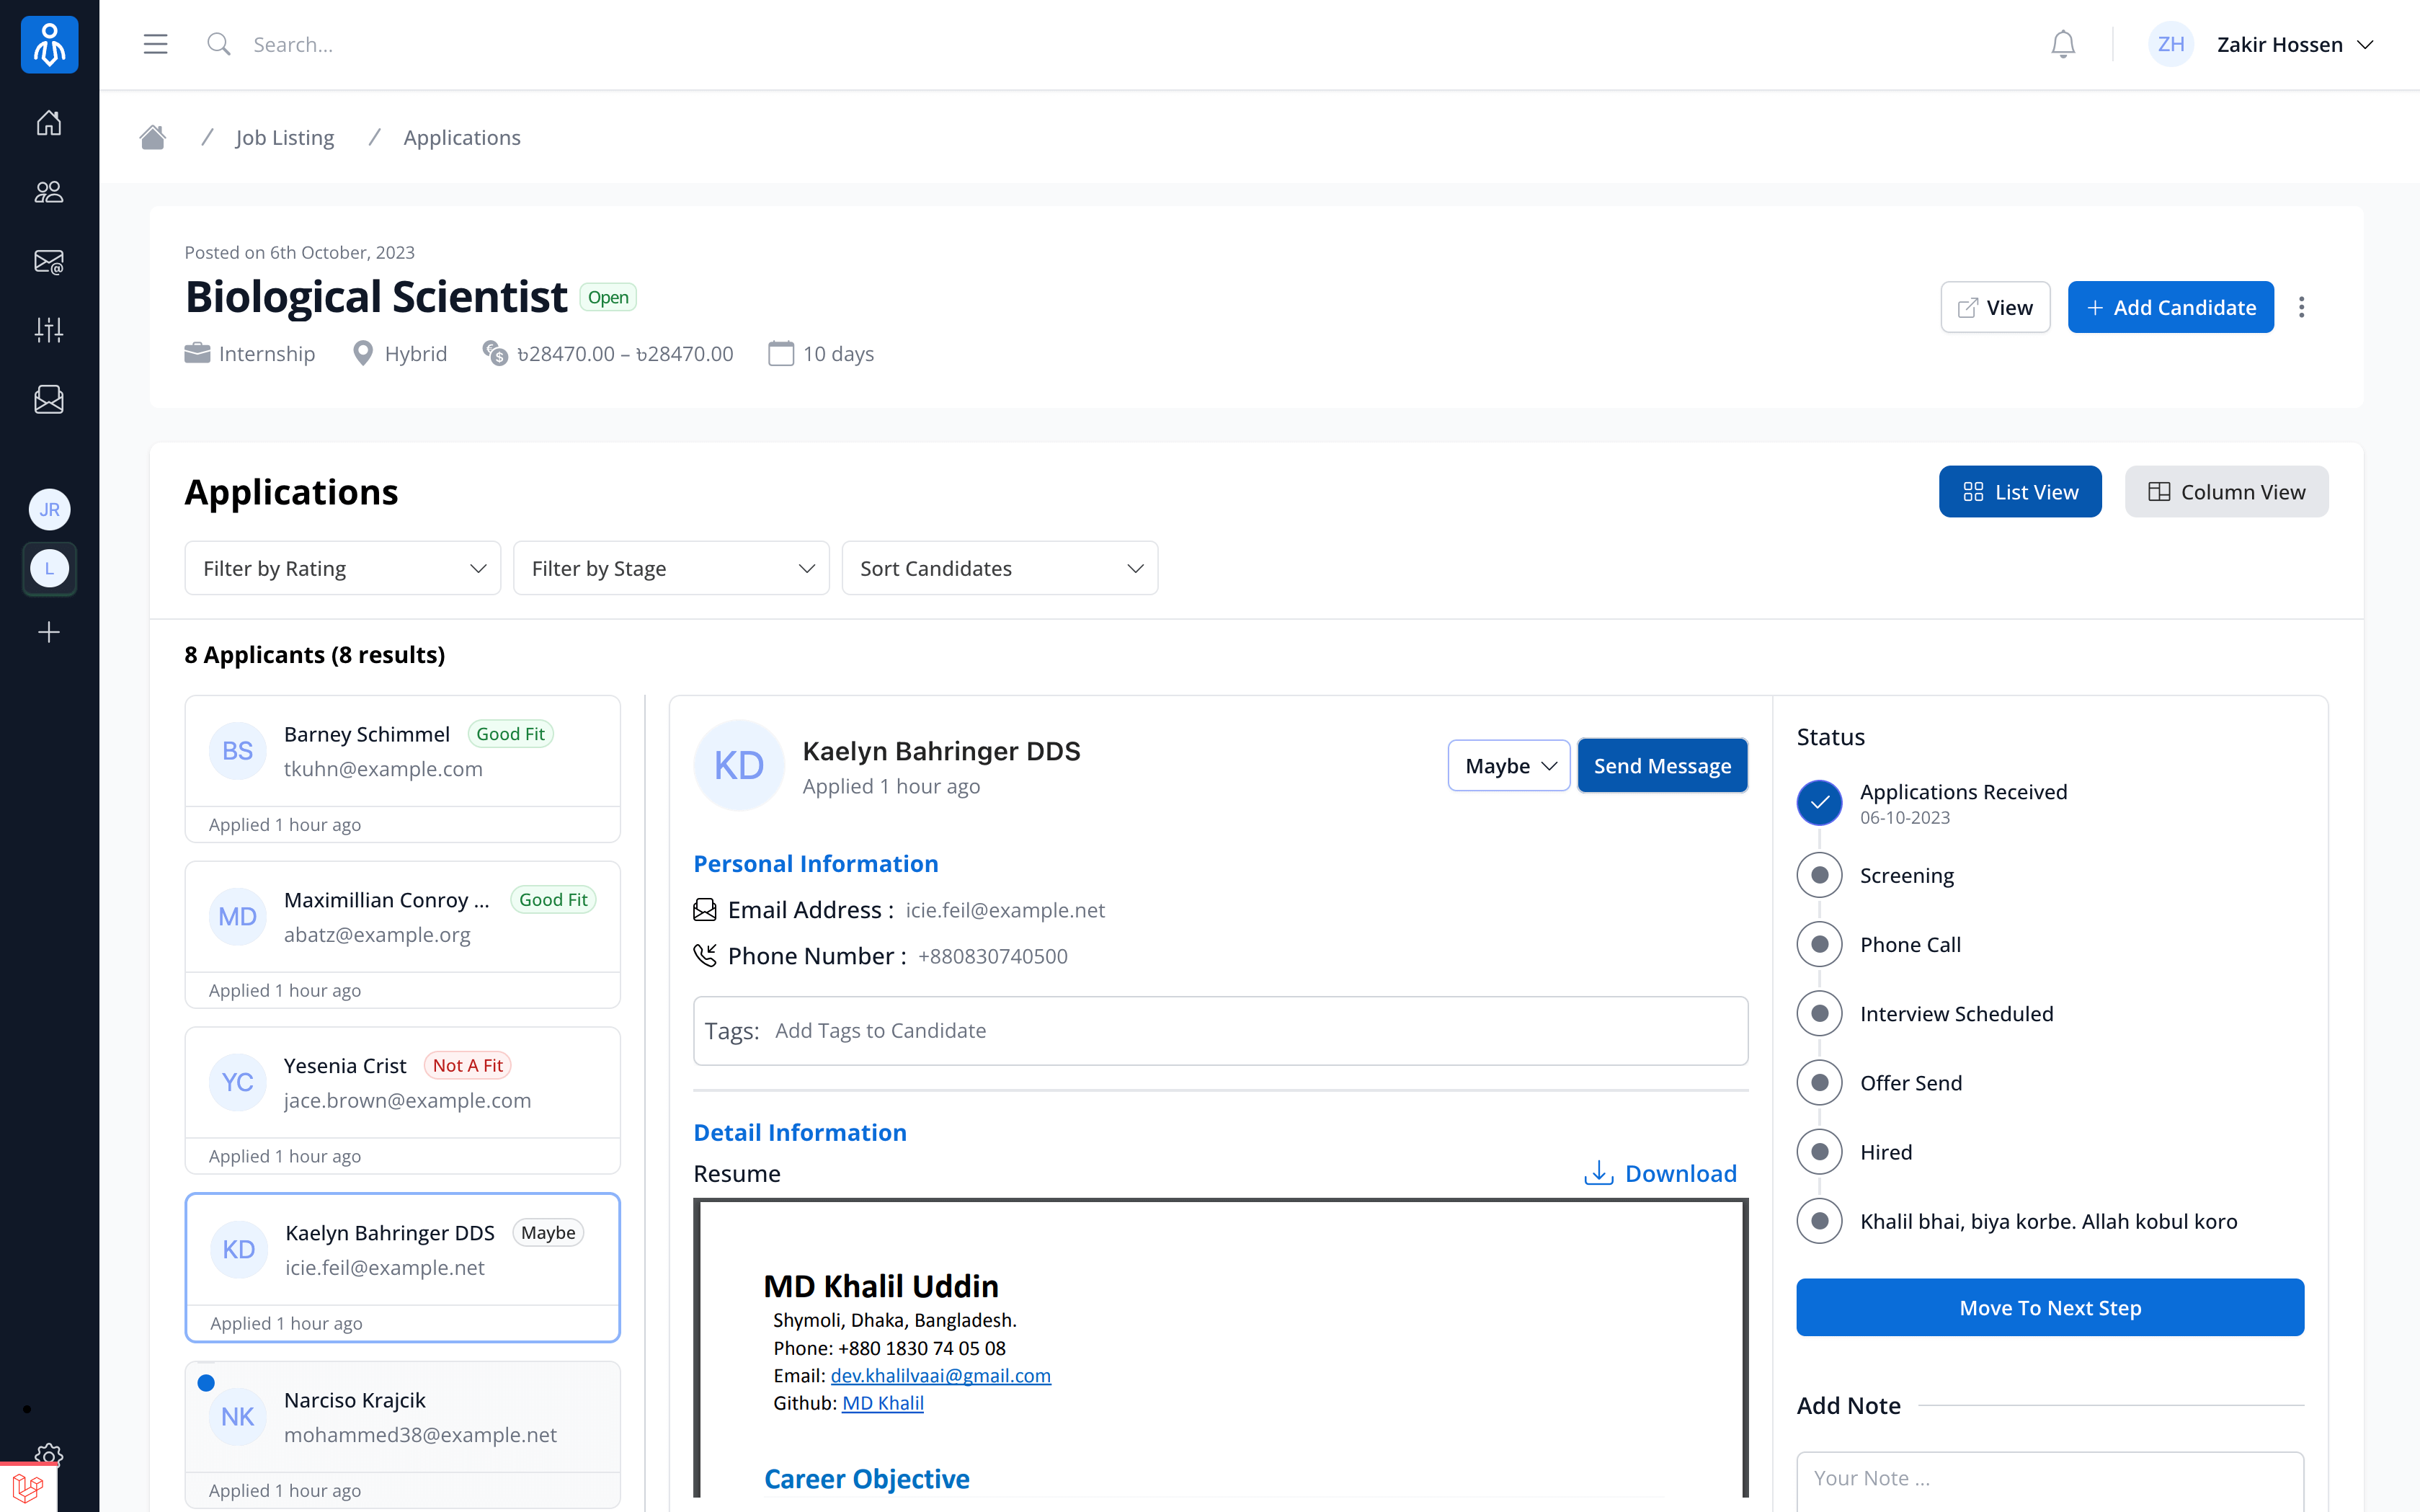 Search...
ZH
Zakir Hossen
/ Job Listing / Applications
Posted on 6th October, 2023
Biological Scientist
Open
Internship
Hybrid
৳28470.00 – ৳28470.00
10 days
View
+ Add Candidate
JR
L
Applications
List View
Column View
Filter by Rating
Filter by Stage
Sort Candidates
8 Applicants (8 results)
BS
Barney Schimmel
Good Fit
tkuhn@example.com
Applied 1 hour ago
MD
Maximillian Conroy ...
Good Fit
abatz@example.org
Applied 1 hour ago
YC
Yesenia Crist
Not A Fit
jace.brown@example.com
Applied 1 hour ago
KD
Kaelyn Bahringer DDS
Maybe
icie.feil@example.net
Applied 1 hour ago
NK
Narciso Krajcik
mohammed38@example.net
Applied 1 hour ago
KD
Kaelyn Bahringer DDS
Applied 1 hour ago
Maybe
Send Message
Personal Information
Email Address : icie.feil@example.net
Phone Number : +880830740500
Tags: Add Tags to Candidate
Detail Information
Resume
Download
MD Khalil Uddin
Shymoli, Dhaka, Bangladesh.
Phone: +880 1830 74 05 08
Email: dev.khalilvaai@gmail.com
Github: MD Khalil
Career Objective
Status
Applications Received
06-10-2023
Screening
Phone Call
Interview Scheduled
Offer Send
Hired
Khalil bhai, biya korbe. Allah kobul koro
Move To Next Step
Add Note
Your Note ...